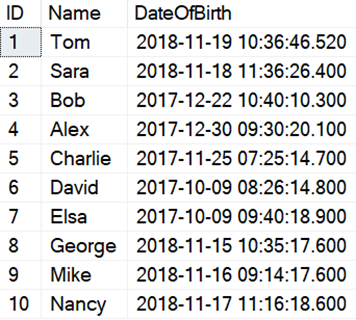 ID Name DateOfBirth
1 Tom 2018-11-19 10:36:46.520
2 Sara 2018-11-18 11:36:26.400
3 Bob 2017-12-22 10:40:10.300
4 Alex 2017-12-30 09:30:20.100
5 Charlie 2017-11-25 07:25:14.700
6 David 2017-10-09 08:26:14.800
7 Elsa 2017-10-09 09:40:18.900
8 George 2018-11-15 10:35:17.600
9 Mike 2018-11-16 09:14:17.600
10 Nancy 2018-11-17 11:16:18.600